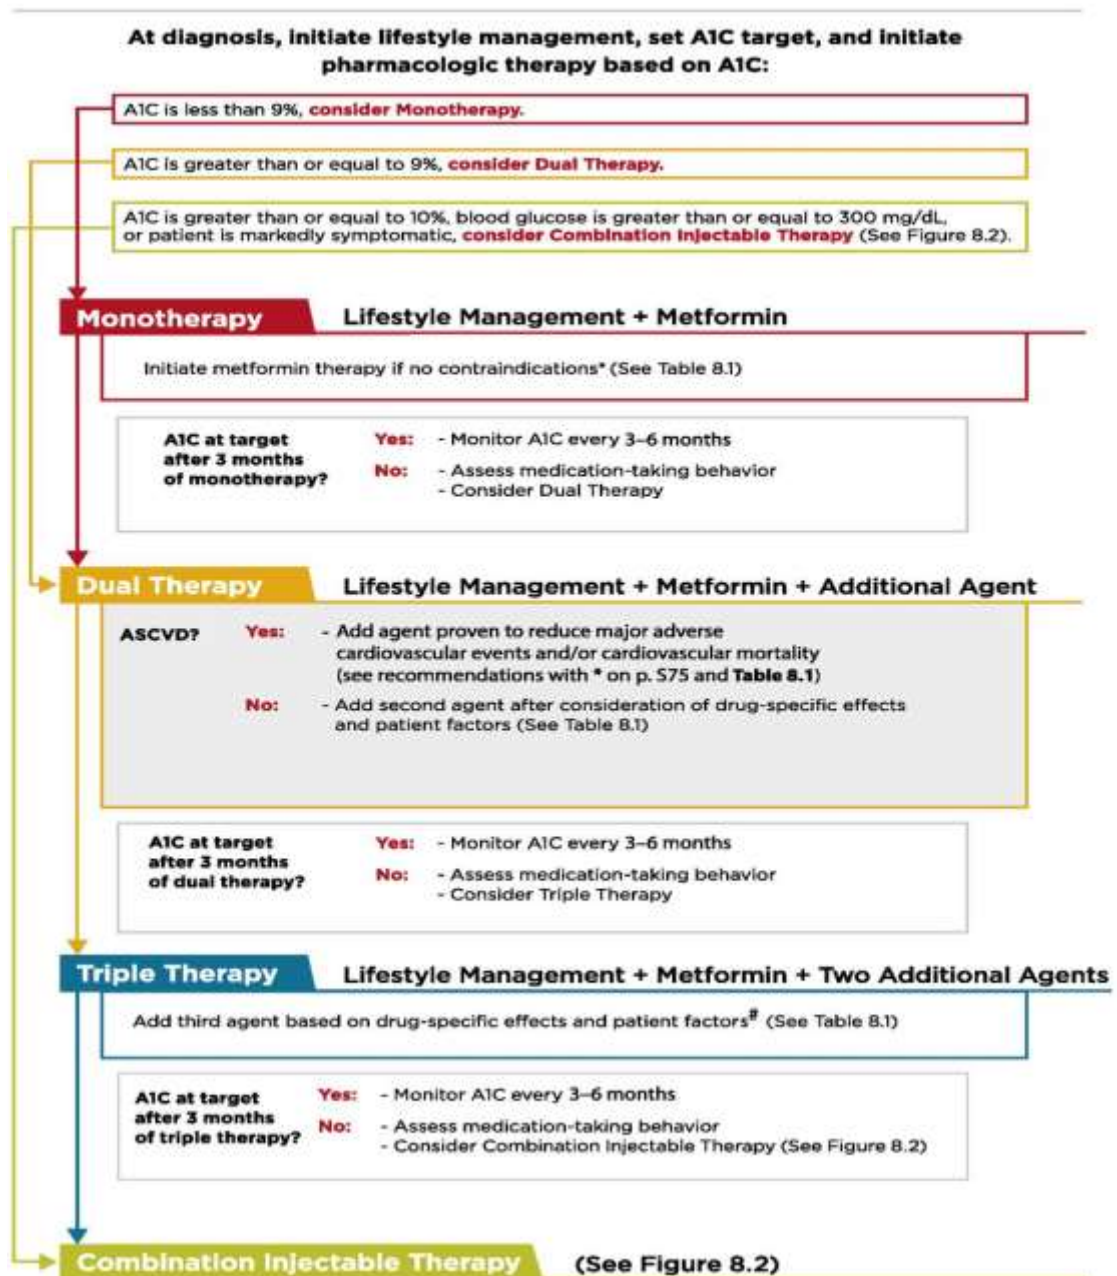 At diagnosis, initiate lifestyle management, set A1C target, and initiate
pharmacologic therapy based on A1C:
A1C is less than 9%, consider Monotherapy.
A1C is greater than or equal to 9%, consider Dual Therapy.
A1C is greater than or equal to 10%, blood glucose is greater than or equal to 300 mg/dL,
or patient is markedly symptomatic, consider Combination Injectable Therapy (See Figure 8.2).
Monotherapy Lifestyle Management + Metformin
Initiate metformin therapy if no contraindications* (See Table 8.1)
A1C at target
after 3 months
of monotherapy?
Yes: - Monitor A1C every 3–6 months
No: - Assess medication-taking behavior
- Consider Dual Therapy
Dual Therapy Lifestyle Management + Metformin + Additional Agent
ASCVD? Yes: - Add agent proven to reduce major adverse
cardiovascular events and/or cardiovascular mortality
(see recommendations with * on p. S75 and Table 8.1)
No: - Add second agent after consideration of drug-specific effects
and patient factors (See Table 8.1)
A1C at target
after 3 months
of dual therapy?
Yes: - Monitor A1C every 3–6 months
No: - Assess medication-taking behavior
- Consider Triple Therapy
Triple Therapy Lifestyle Management + Metformin + Two Additional Agents
Add third agent based on drug-specific effects and patient factors# (See Table 8.1)
A1C at target
after 3 months
of triple therapy?
Yes: - Monitor A1C every 3–6 months
No: - Assess medication-taking behavior
- Consider Combination Injectable Therapy (See Figure 8.2)
Combination Injectable Therapy (See Figure 8.2)